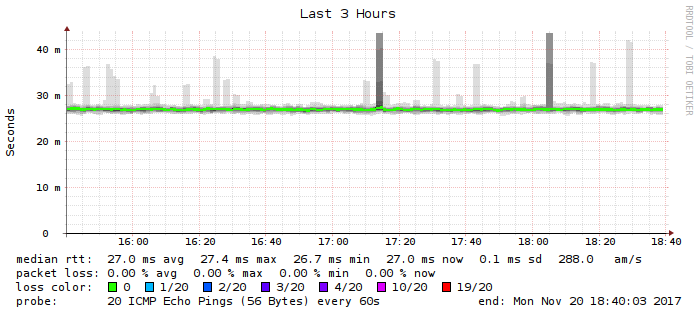 Last 3 Hours
RRDTOOL / TOBI OETIKER
Seconds
40 m
30 m
20 m
10 m
0
16:00 16:20 16:40 17:00 17:20 17:40 18:00 18:20 18:40
median rtt: 27.0 ms avg 27.4 ms max 26.7 ms min 27.0 ms now 0.1 ms sd 288.0 am/s
packet loss: 0.00 % avg 0.00 % max 0.00 % min 0.00 % now
loss color: 0 1/20 2/20 3/20 4/20 10/20 19/20
probe: 20 ICMP Echo Pings (56 Bytes) every 60s end: Mon Nov 20 18:40:03 2017